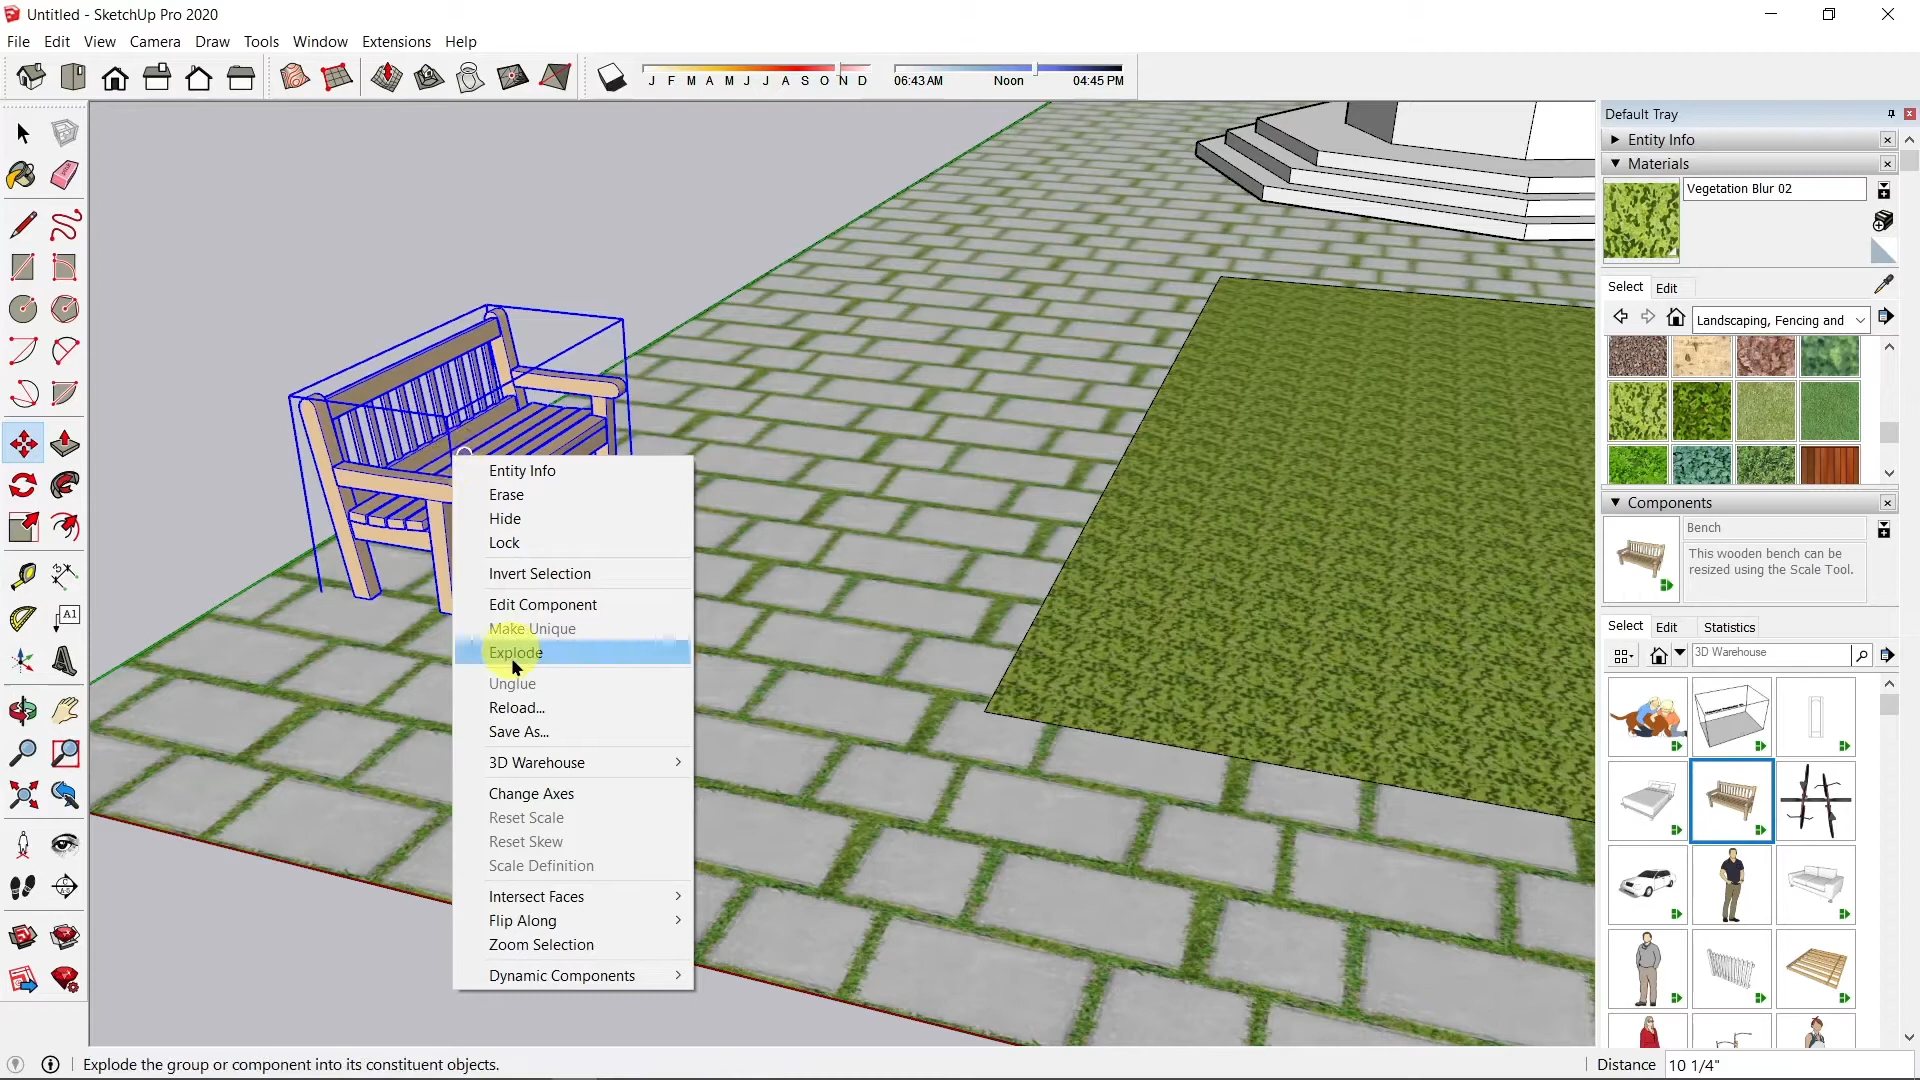 Untitled - SketchUp Pro 2020
File Edit View Camera Draw Tools Window Extensions Help
J F M A M J J A S O N D 06:43 AM Noon 04:45 PM
Default Tray
Entity Info
Materials
Vegetation Blur 02
Select Edit
Landscaping, Fencing and
Components
Bench
This wooden bench can be
resized using the Scale Tool.
Select Edit Statistics
3D Warehouse
A1
Entity Info
Erase
Hide
Lock
Invert Selection
Edit Component
Make Unique
Explode
Unglue
Reload...
Save As...
3D Warehouse
Change Axes
Reset Scale
Reset Skew
Scale Definition
Intersect Faces
Flip Along
Zoom Selection
Dynamic Components
Explode the group or component into its constituent objects.
Distance 10 1/4"